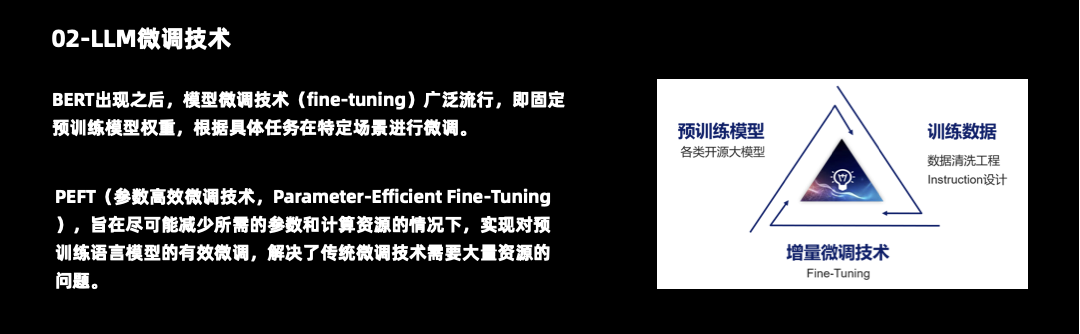 02-LLM微调技术
BERT出现之后，模型微调技术（fine-tuning）广泛流行，即固定
预训练模型权重，根据具体任务在特定场景进行微调。
PEFT（参数高效微调技术，Parameter-Efficient Fine-Tuning
），旨在尽可能减少所需的参数和计算资源的情况下，实现对预
训练语言模型的有效微调，解决了传统微调技术需要大量资源的
问题。
预训练模型
各类开源大模型
训练数据
数据清洗工程
Instruction设计
增量微调技术
Fine-Tuning